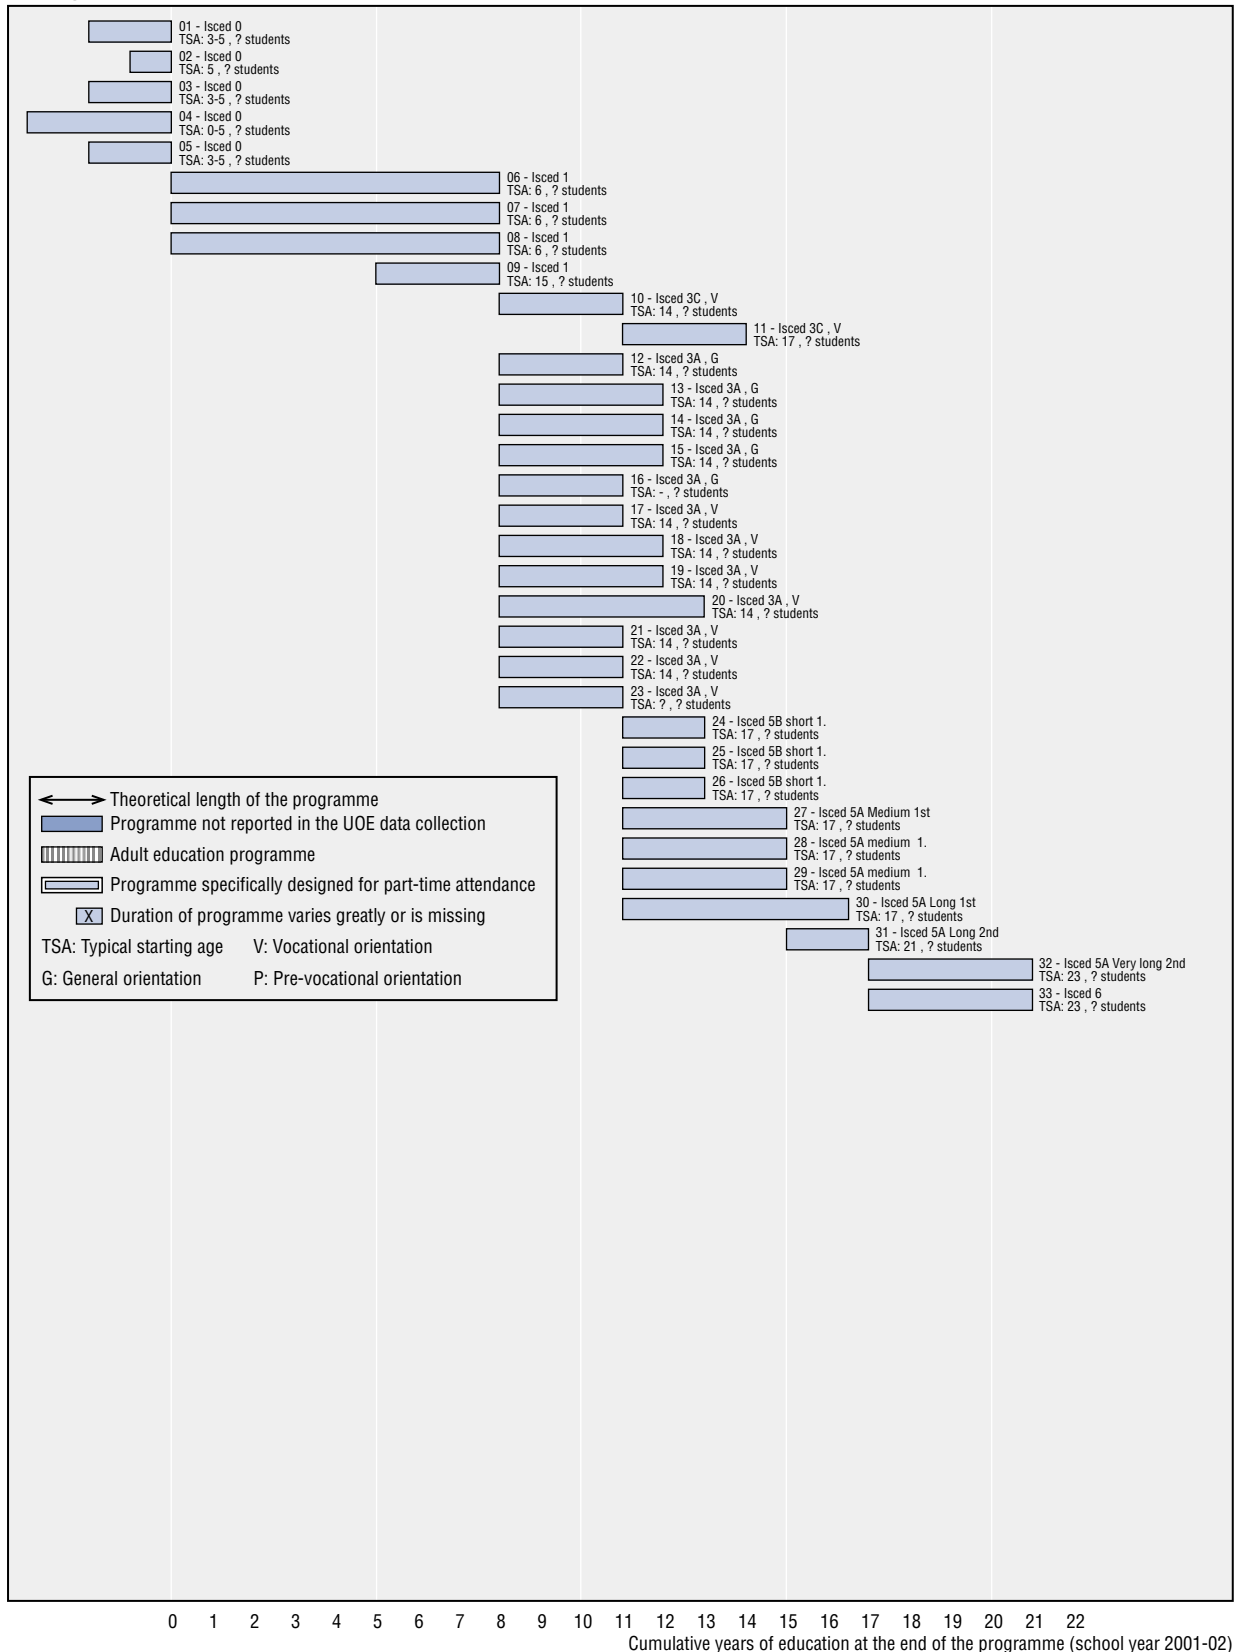 01 - Isced 0
TSA: 3-5 , ? students
02 - Isced 0
TSA: 5 , ? students
03 - Isced 0
TSA: 3-5 , ? students
04 - Isced 0
TSA: 0-5 , ? students
05 - Isced 0
TSA: 3-5 , ? students
06 - Isced 1
TSA: 6 , ? students
07 - Isced 1
TSA: 6 , ? students
08 - Isced 1
TSA: 6 , ? students
09 - Isced 1
TSA: 15 , ? students
10 - Isced 3C , V
TSA: 14 , ? students
11 - Isced 3C , V
TSA: 17 , ? students
12 - Isced 3A , G
TSA: 14 , ? students
13 - Isced 3A , G
TSA: 14 , ? students
14 - Isced 3A , G
TSA: 14 , ? students
15 - Isced 3A , G
TSA: 14 , ? students
16 - Isced 3A , G
TSA: - , ? students
17 - Isced 3A , V
TSA: 14 , ? students
18 - Isced 3A , V
TSA: 14 , ? students
19 - Isced 3A , V
TSA: 14 , ? students
20 - Isced 3A , V
TSA: 14 , ? students
21 - Isced 3A , V
TSA: 14 , ? students
22 - Isced 3A , V
TSA: 14 , ? students
23 - Isced 3A , V
TSA: ? , ? students
24 - Isced 5B short 1.
TSA: 17 , ? students
25 - Isced 5B short 1.
TSA: 17 , ? students
26 - Isced 5B short 1.
TSA: 17 , ? students
27 - Isced 5A Medium 1st
TSA: 17 , ? students
28 - Isced 5A medium 1.
TSA: 17 , ? students
29 - Isced 5A medium 1.
TSA: 17 , ? students
30 - Isced 5A Long 1st
TSA: 17 , ? students
31 - Isced 5A Long 2nd
TSA: 21 , ? students
32 - Isced 5A Very long 2nd
TSA: 23 , ? students
33 - Isced 6
TSA: 23 , ? students
Theoretical length of the programme
Programme not reported in the UOE data collection
Adult education programme
Programme specifically designed for part-time attendance
X Duration of programme varies greatly or is missing
TSA: Typical starting age V: Vocational orientation
G: General orientation P: Pre-vocational orientation
0 1 2 3 4 5 6 7 8 9 10 11 12 13 14 15 16 17 18 19 20 21 22
Cumulative years of education at the end of the programme (school year 2001-02)